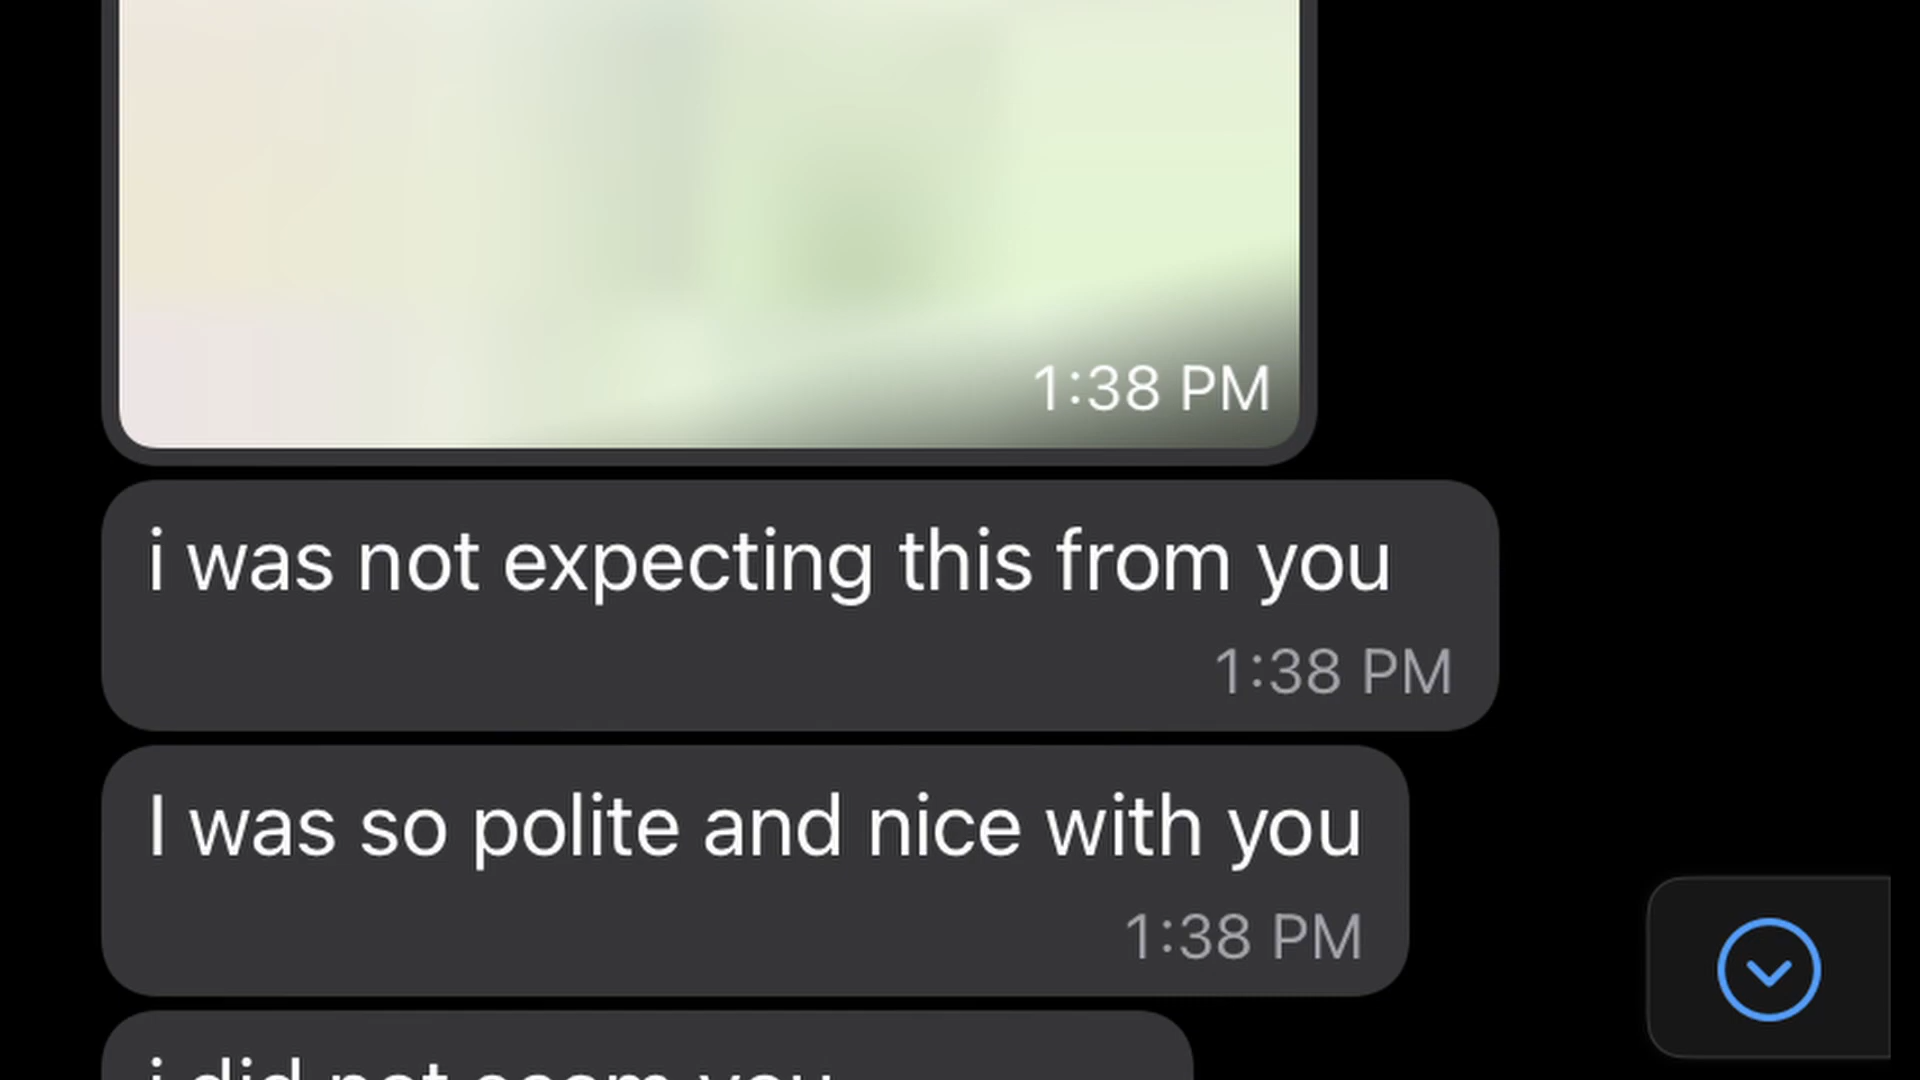 1:38 PM
i was not expecting this from you
1:38 PM
I was so polite and nice with you
1:38 PM
i did not scam you